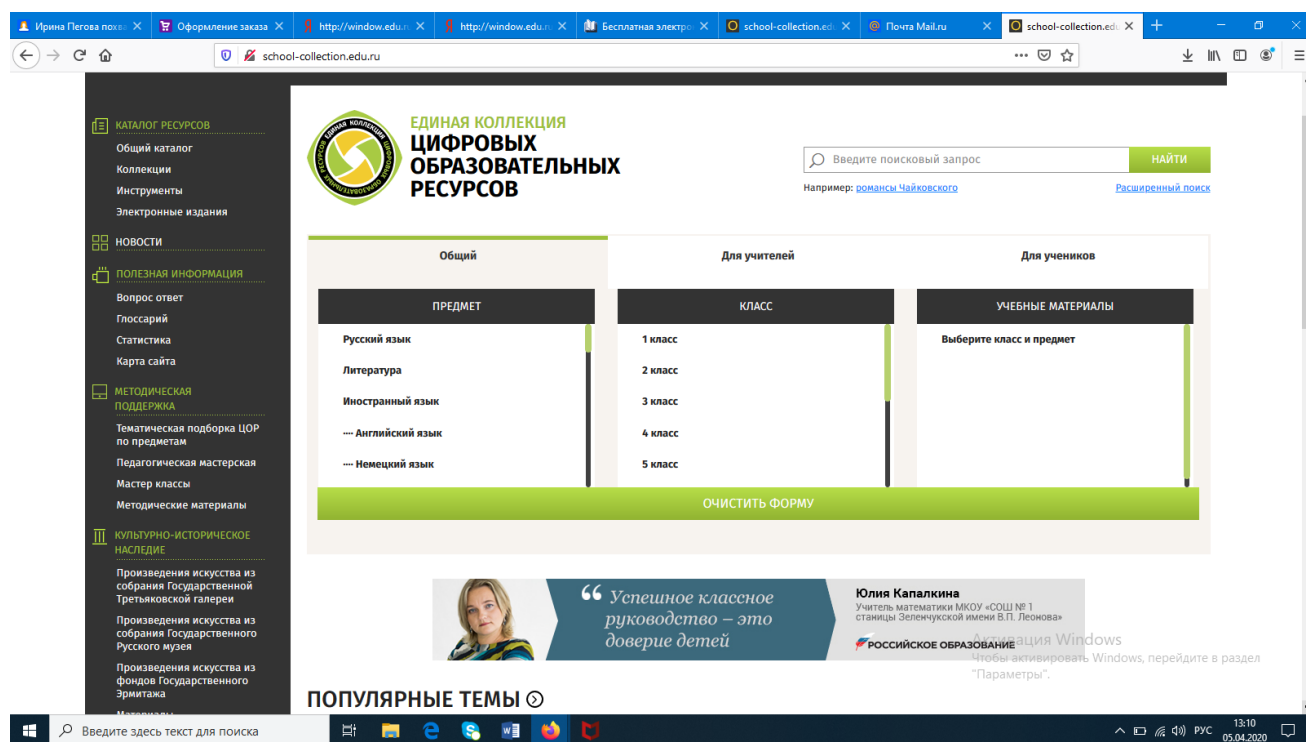 Ирина Пегова похва
Оформление заказа
http://window.edu.r
http://window.edu.r
Бесплатная электро
school-collection.edu
Почта Mail.ru
school-collection.edu
school-collection.edu.ru
КАТАЛОГ РЕСУРСОВ
Общий каталог
Коллекции
Инструменты
Электронные издания
НОВОСТИ
ПОЛЕЗНАЯ ИНФОРМАЦИЯ
Вопрос ответ
Глоссарий
Статистика
Карта сайта
МЕТОДИЧЕСКАЯ
ПОДДЕРЖКА
Тематическая подборка ЦОР
по предметам
Педагогическая мастерская
Мастер классы
Методические материалы
КУЛЬТУРНО-ИСТОРИЧЕСКОЕ
НАСЛЕДИЕ
Произведения искусства из
собрания Государственной
Третьяковской галереи
Произведения искусства из
собрания Государственного
Русского музея
Произведения искусства из
фондов Государственного
Эрмитажа
Материалы
ЕДИНАЯ КОЛЛЕКЦИЯ
ЦИФРОВЫХ
ОБРАЗОВАТЕЛЬНЫХ
РЕСУРСОВ
Введите поисковый запрос
НАЙТИ
Например: романсы Чайковского
Расширенный поиск
Общий
Для учителей
Для учеников
ПРЕДМЕТ
Русский язык
Литература
Иностранный язык
---- Английский язык
---- Немецкий язык
КЛАСС
1 класс
2 класс
3 класс
4 класс
5 класс
УЧЕБНЫЕ МАТЕРИАЛЫ
Выберите класс и предмет
ОЧИСТИТЬ ФОРМУ
“ Успешное классное
руководство – это
доверие детей
Юлия Капалкина
Учитель математики МКОУ «СОШ № 1
станицы Зеленчукской имени В.П. Леонова»
РОССИЙСКОЕ ОБРАЗОВАНИЕ
Активация Windows
Чтобы активировать Windows, перейдите в раздел
"Параметры".
ПОПУЛЯРНЫЕ ТЕМЫ
Введите здесь текст для поиска
РУС
13:10
05.04.2020